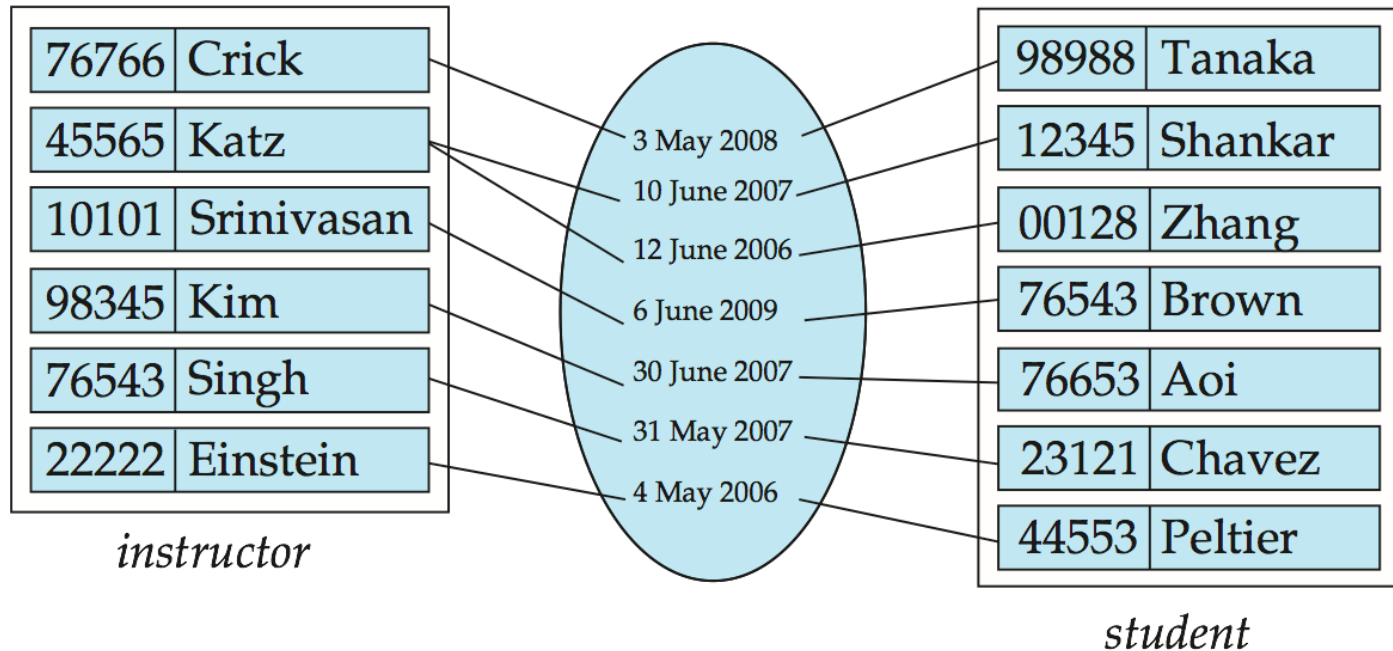 76766 Crick
45565 Katz
10101 Srinivasan
98345 Kim
76543 Singh
22222 Einstein
instructor
3 May 2008
10 June 2007
12 June 2006
6 June 2009
30 June 2007
31 May 2007
4 May 2006
98988 Tanaka
12345 Shankar
00128 Zhang
76543 Brown
76653 Aoi
23121 Chavez
44553 Peltier
student